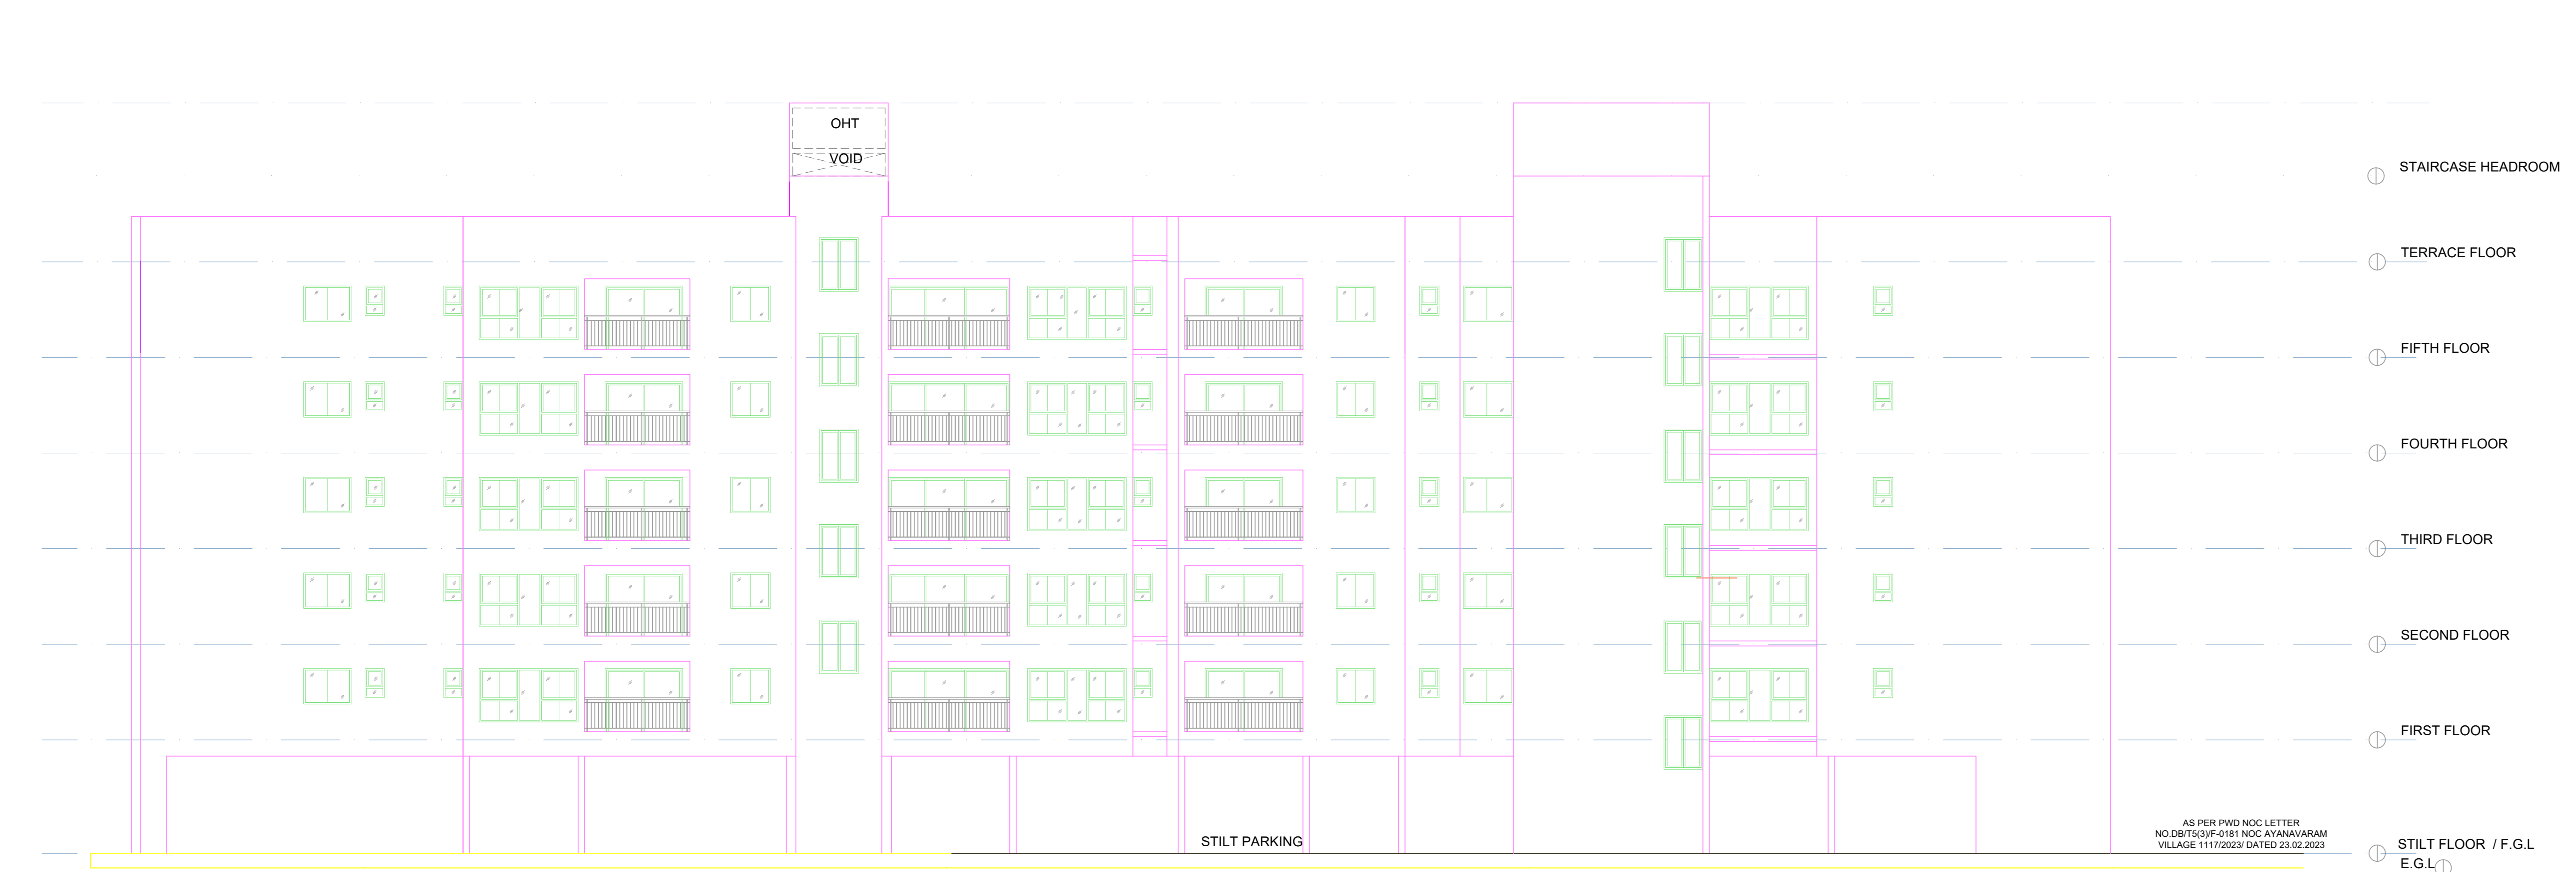 OHT
VOID
STAIRCASE HEADROOM
TERRACE FLOOR
FIFTH FLOOR
FOURTH FLOOR
THIRD FLOOR
SECOND FLOOR
FIRST FLOOR
STILT PARKING
AS PER PWD NOC LETTER
NO.DB/T5(3)/F-0181 NOC AYANAVARAM
VILLAGE 1117/2023/ DATED 23.02.2023
STILT FLOOR / F.G.L
E.G.L